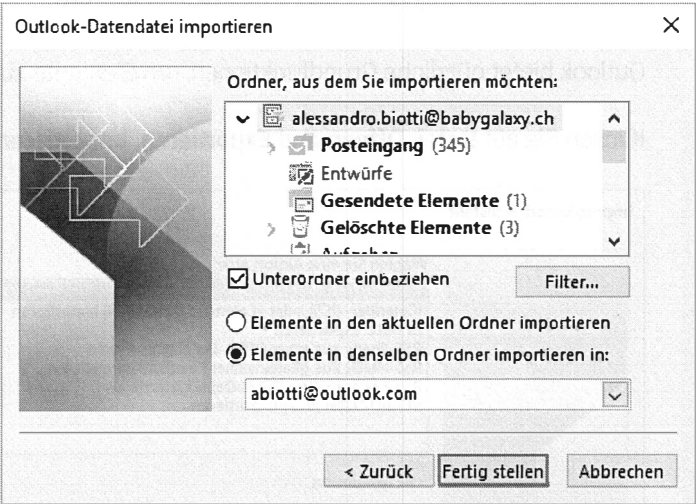 Outlook-Datendatei importieren
Ordner, aus dem Sie importieren möchten:
alessandro.biotti@babygalaxy.ch
Posteingang (345)
Entwürfe
Gesendete Elemente (1)
Gelöschte Elemente (3)
Unterordner einbeziehen
Filter...
Elemente in den aktuellen Ordner importieren
Elemente in denselben Ordner importieren in:
abiotti@outlook.com
< Zurück Fertig stellen Abbrechen